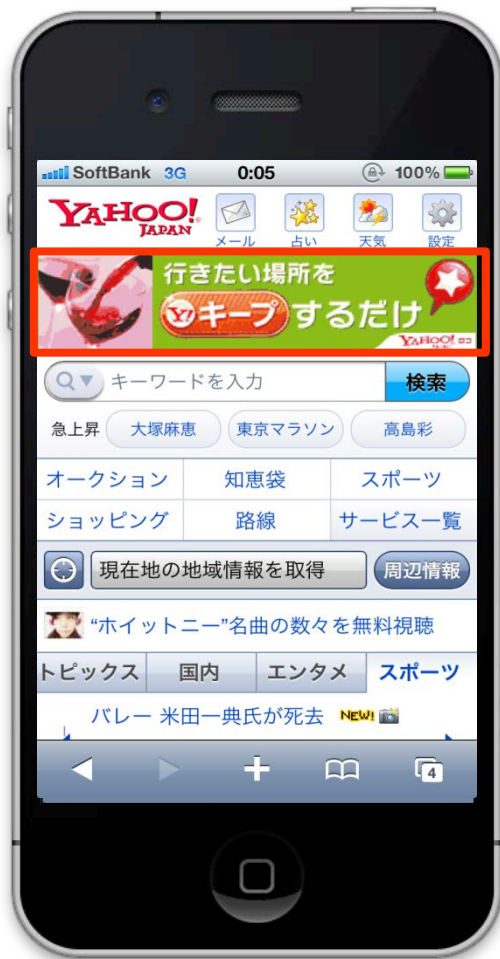 SoftBank 3G 0:05 100%
YAHOO! JAPAN
メール 占い 天気 設定
行きたい場所を
Y! キープ するだけ
YAHOO! ロコ
キーワードを入力 検索
急上昇 大塚麻恵 東京マラソン 高島彩
オークション 知恵袋 スポーツ
ショッピング 路線 サービス一覧
現在地の地域情報を取得 周辺情報
“ホイットニー”名曲の数々を無料視聴
トピックス 国内 エンタメ スポーツ
バレー 米田一典氏が死去 NEW!
4